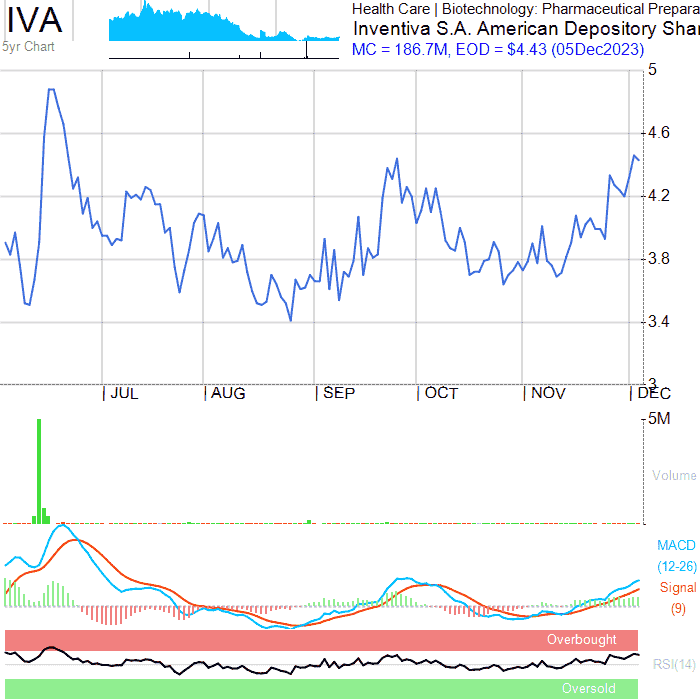 IVA
5yr Chart
Health Care | Biotechnology: Pharmaceutical Prepara
Inventiva S.A. American Depository Shar
MC = 186.7M, EOD = $4.43 (05Dec2023)
5
4.6
4.2
3.8
3.4
3
JUL AUG SEP OCT NOV DEC
5M
Volume
MACD
(12-26)
Signal
(9)
Overbought
RSI(14)
Oversold